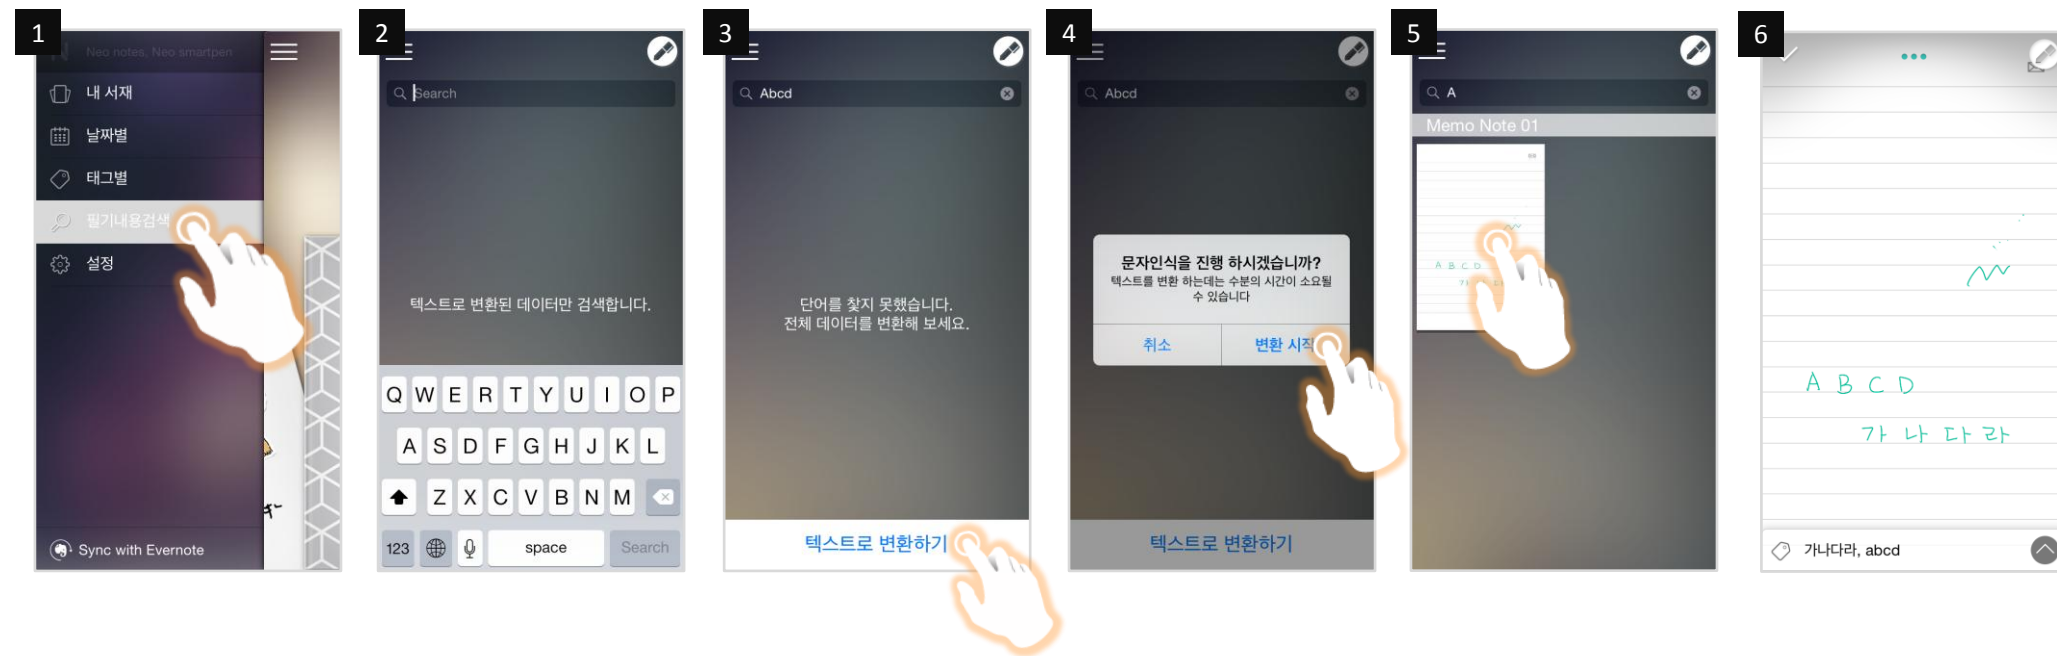 1
Neo notes, Neo smartpen
내 서재
날짜별
태그별
필기내용검색
설정
Sync with Evernote
2
Search
텍스트로 변환된 데이터만 검색합니다.
Q W E R T Y U I O P
A S D F G H J K L
Z X C V B N M
123 space Search
3
Abcd
단어를 찾지 못했습니다.
전체 데이터를 변환해 보세요.
텍스트로 변환하기
4
Abcd
문자인식을 진행 하시겠습니까?
텍스트를 변환 하는데는 수분의 시간이 소요될
수 있습니다
취소 변환 시작
텍스트로 변환하기
5
A
Memo Note 01
A B C D
6
A B C D
가 나 다 라
가나다라, abcd